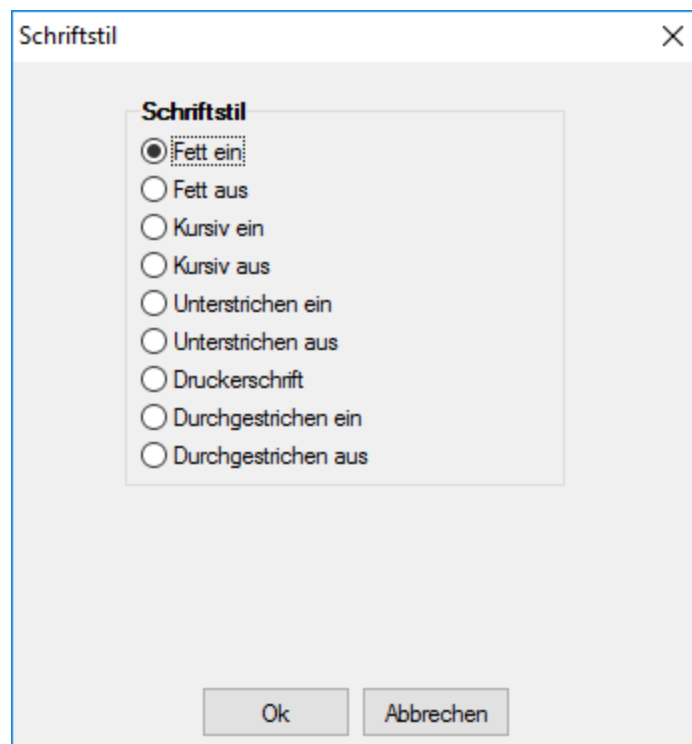 Schriftstil
Schriftstil
Fett ein
Fett aus
Kursiv ein
Kursiv aus
Unterstrichen ein
Unterstrichen aus
Druckerschrift
Durchgestrichen ein
Durchgestrichen aus
Ok Abbrechen